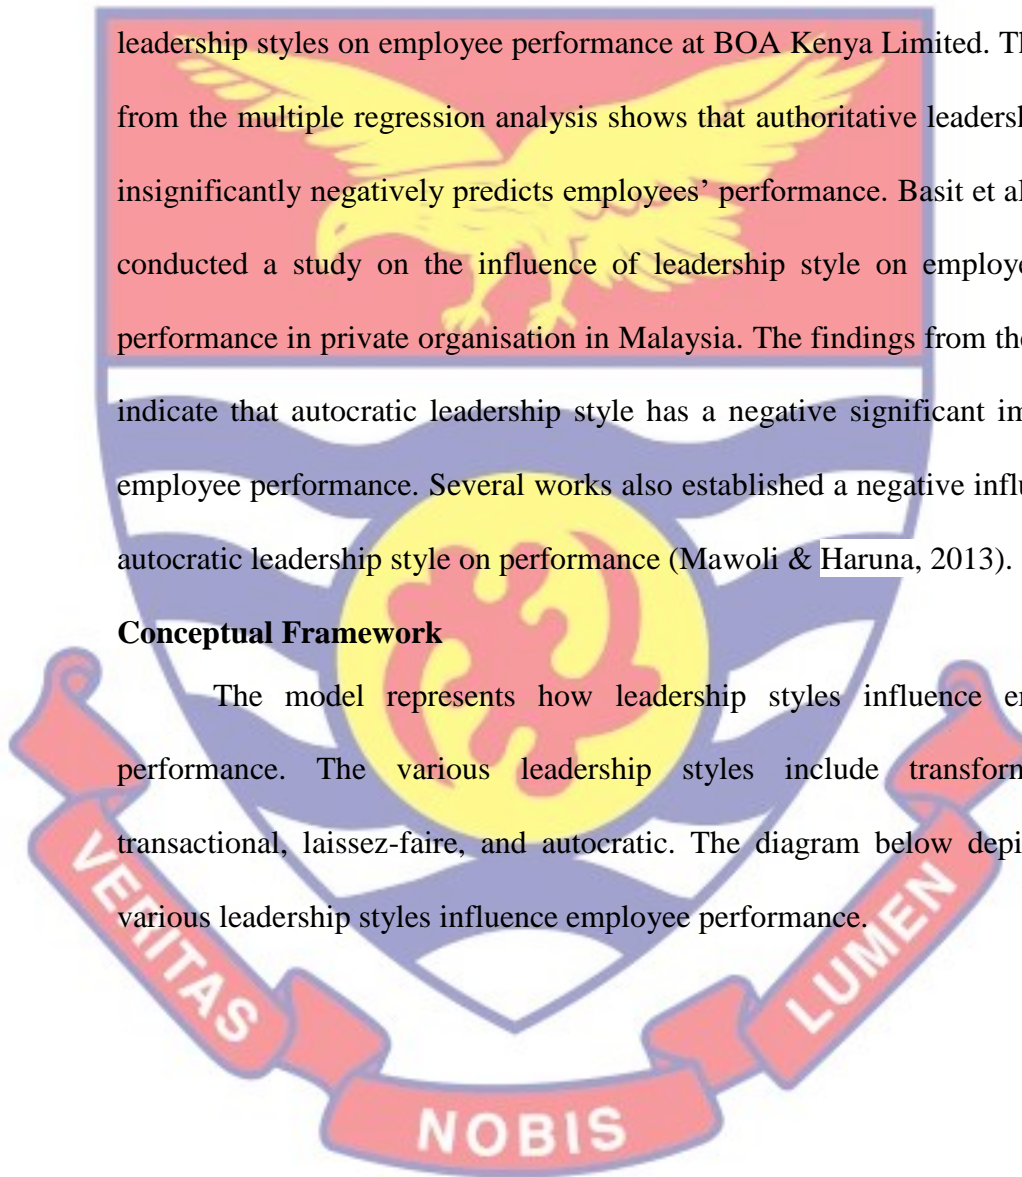 leadership styles on employee performance at BOA Kenya Limited. Th
from the multiple regression analysis shows that authoritative leadersh
insignificantly negatively predicts employees’ performance. Basit et al
conducted a study on the influence of leadership style on employe
performance in private organisation in Malaysia. The findings from the
indicate that autocratic leadership style has a negative significant im
employee performance. Several works also established a negative influ
autocratic leadership style on performance (Mawoli & Haruna, 2013).
Conceptual Framework
The model represents how leadership styles influence e
performance. The various leadership styles include transform
transactional, laissez-faire, and autocratic. The diagram below depi
various leadership styles influence employee performance.
VERITAS
NOBIS
LUMEN